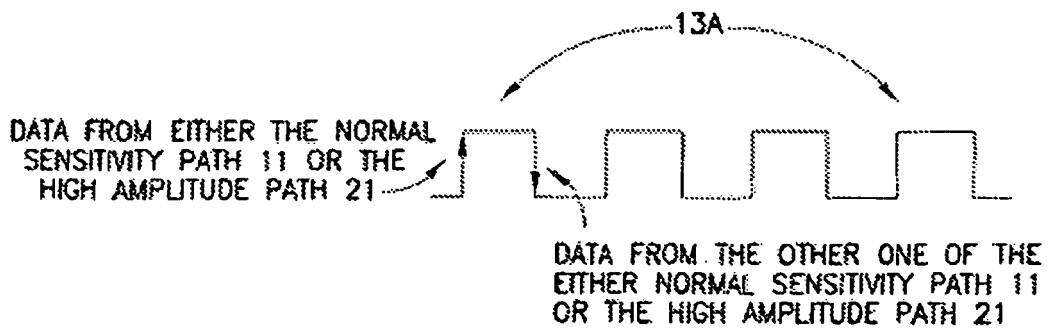 13A
DATA FROM EITHER THE NORMAL
SENSITIVITY PATH 11 OR THE
HIGH AMPLITUDE PATH 21
DATA FROM THE OTHER ONE OF THE
EITHER NORMAL SENSITIVITY PATH 11
OR THE HIGH AMPLITUDE PATH 21